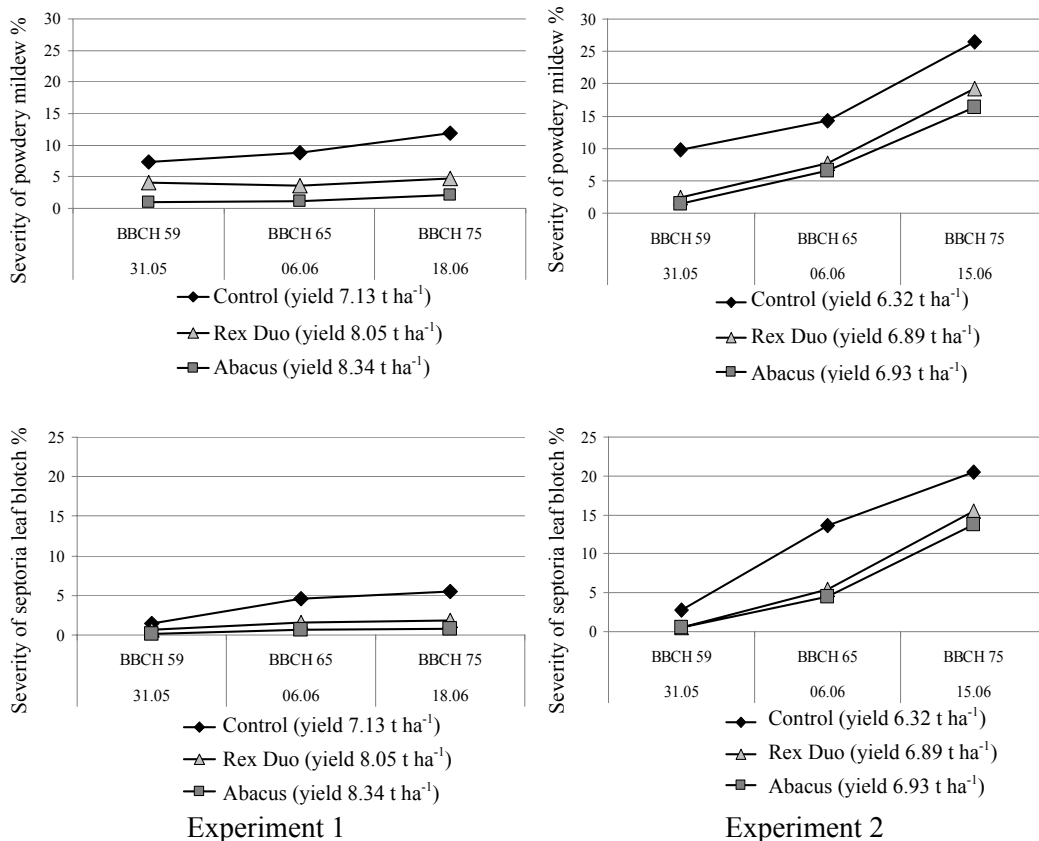 Severity of powdery mildew %
30
25
20
15
10
5
0
BBCH 59 BBCH 65 BBCH 75
31.05 06.06 18.06
Control (yield 7.13 t ha⁻¹)
Rex Duo (yield 8.05 t ha⁻¹)
Abacus (yield 8.34 t ha⁻¹)
Severity of powdery mildew %
30
25
20
15
10
5
0
BBCH 59 BBCH 65 BBCH 75
31.05 06.06 15.06
Control (yield 6.32 t ha⁻¹)
Rex Duo (yield 6.89 t ha⁻¹)
Abacus (yield 6.93 t ha⁻¹)
Severity of septoria leaf blotch %
25
20
15
10
5
0
BBCH 59 BBCH 65 BBCH 75
31.05 06.06 18.06
Control (yield 7.13 t ha⁻¹)
Rex Duo (yield 8.05 t ha⁻¹)
Abacus (yield 8.34 t ha⁻¹)
Experiment 1
Severity of septoria leaf blotch %
25
20
15
10
5
0
BBCH 59 BBCH 65 BBCH 75
31.05 06.06 15.06
Control (yield 6.32 t ha⁻¹)
Rex Duo (yield 6.89 t ha⁻¹)
Abacus (yield 6.93 t ha⁻¹)
Experiment 2